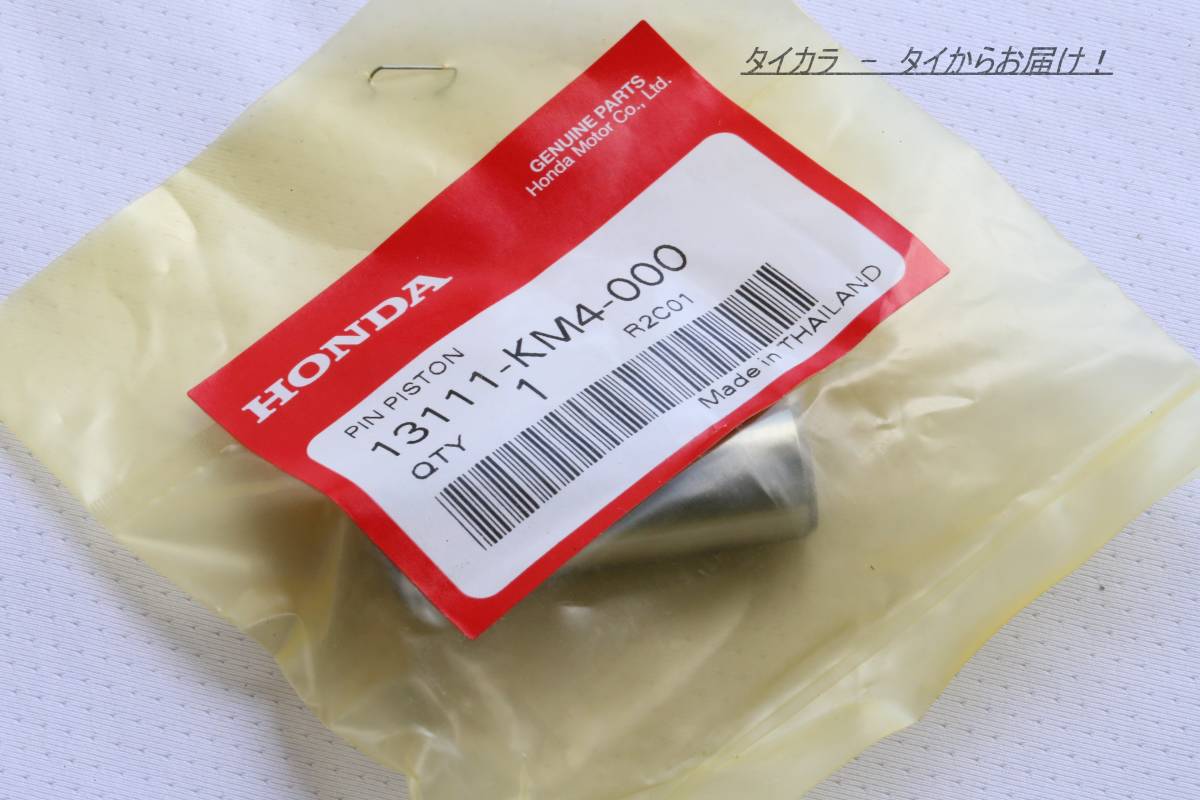 タイカラ － タイからお届け！
GENUINE PARTS
Honda Motor Co., Ltd.
HONDA
PIN PISTON
13111-KM4-000
QTY 1 R2C01
Made in THAILAND